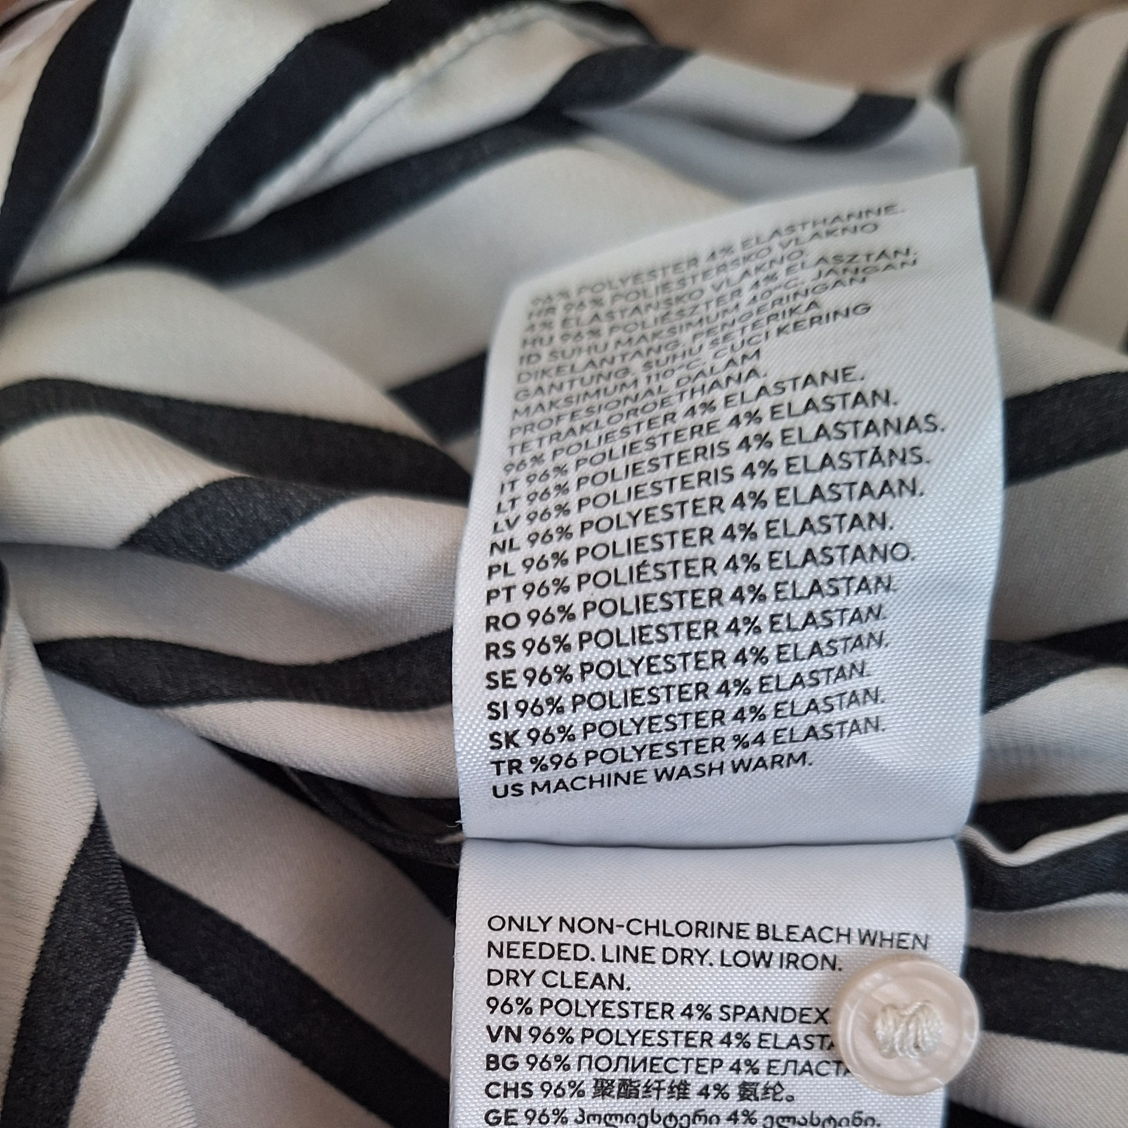 96% POLYESTER 4% ELASTHANNE.
HR 96% POLIESTERSKO VLAKNO
4% ELASTANSKO VLAKNO.
HU 96% POLIÉSZTER 4% ELASZTÁN.
ID SUHU MAKSIMUM 40°C, JANGAN
DIKELANTANG, PENGERINGAN
GANTUNG, SUHU SETERIKA
MAKSIMUM 110°C, CUCI KERING
PROFESIONAL DALAM
TETRAKLOROETHANA.
96% POLIESTER 4% ELASTANE.
IT 96% POLIESTERE 4% ELASTAN.
LT 96% POLIESTERIS 4% ELASTANAS.
LV 96% POLIESTERIS 4% ELASTĀNS.
NL 96% POLYESTER 4% ELASTAAN.
PL 96% POLIESTER 4% ELASTAN.
PT 96% POLIÉSTER 4% ELASTANO.
RO 96% POLIESTER 4% ELASTAN.
RS 96% POLIESTER 4% ELASTAN.
SE 96% POLYESTER 4% ELASTAN.
SI 96% POLIESTER 4% ELASTAN.
SK 96% POLYESTER 4% ELASTAN.
TR %96 POLYESTER %4 ELASTAN.
US MACHINE WASH WARM.
ONLY NON-CHLORINE BLEACH WHEN
NEEDED. LINE DRY. LOW IRON.
DRY CLEAN.
96% POLYESTER 4% SPANDEX
VN 96% POLYESTER 4% ELAST
BG 96% ПОЛИЕСТЕР 4% ЕЛАСТ
CHS 96% 聚酯纤维 4% 氨纶。
GE 96% პოლიესტერი 4% ელასტინი.